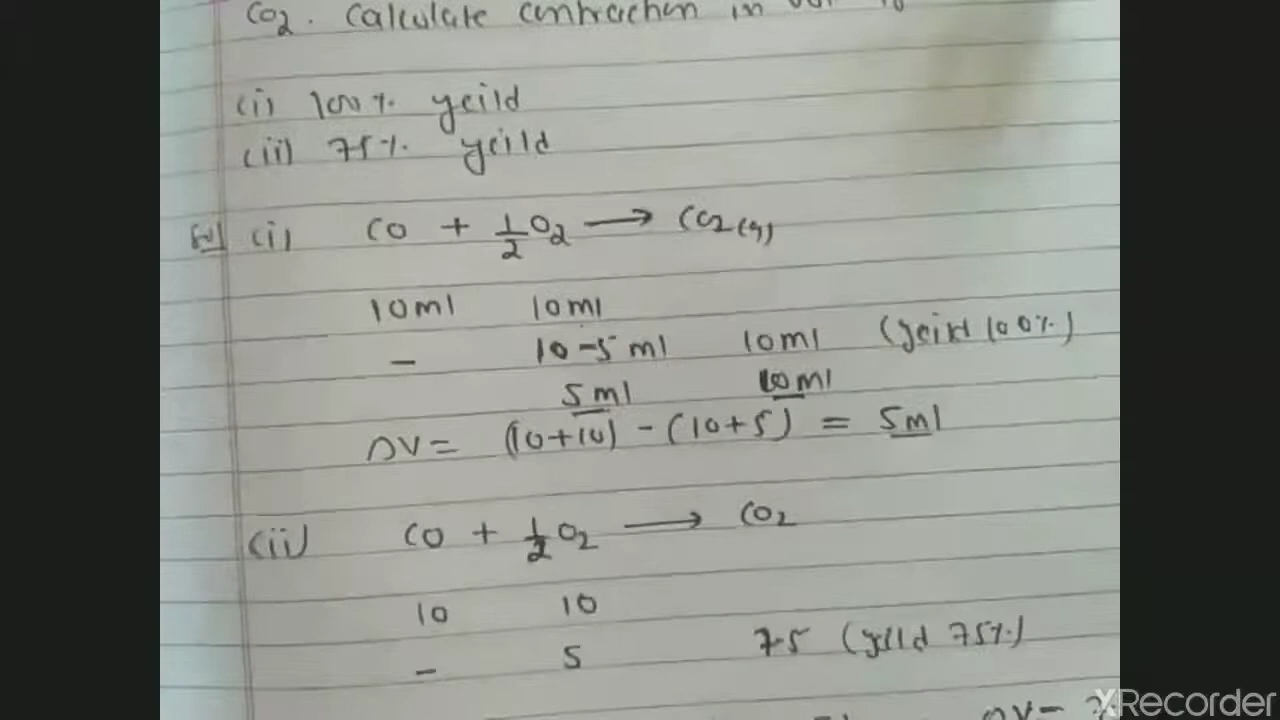 CO2. Calculate contraction in
(i) 100% yeild
(ii) 75% yeild
(i) CO + 1/2 O2 → CO2(g)
10ml 10ml
— 10-5 ml 10ml (yeild 100%)
5ml 10ml
ΔV = (10+10) - (10+5) = 5ml
(ii) CO + 1/2 O2 → CO2
10 10
— 5 7.5 (yeild 75%)
ΔV =
XRecorder